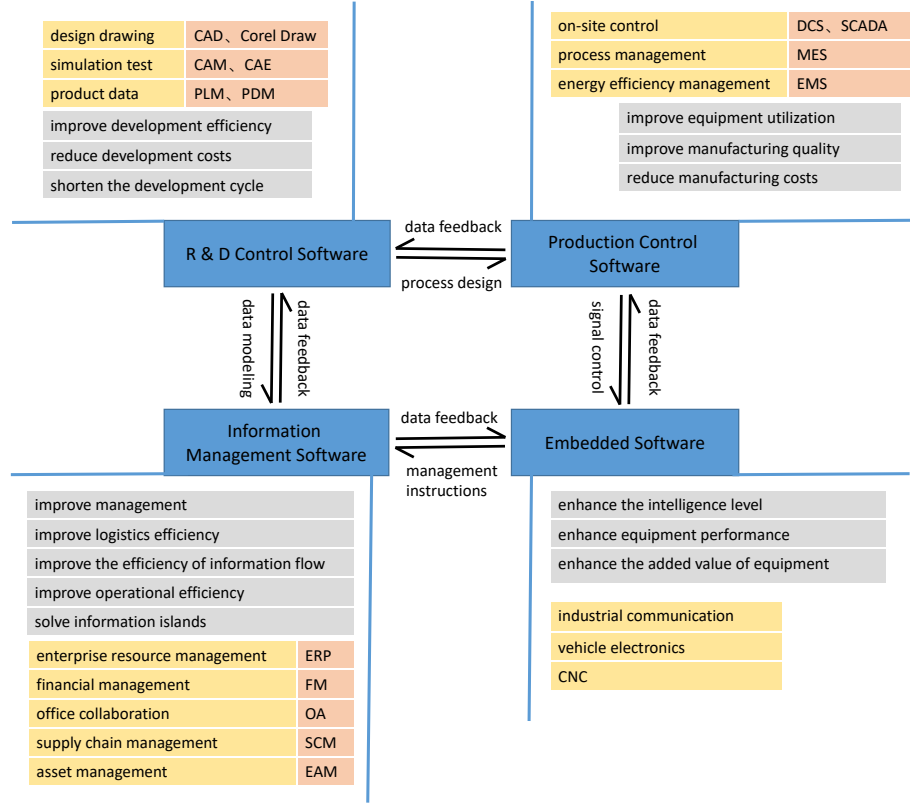 design drawing CAD、Corel Draw
simulation test CAM、CAE
product data PLM、PDM
improve development efficiency
reduce development costs
shorten the development cycle
on-site control DCS、SCADA
process management MES
energy efficiency management EMS
improve equipment utilization
improve manufacturing quality
reduce manufacturing costs
R & D Control Software
data feedback
process design
Production Control
Software
data modeling
data feedback
signal control
data feedback
Information
Management Software
data feedback
management
instructions
Embedded Software
improve management
improve logistics efficiency
improve the efficiency of information flow
improve operational efficiency
solve information islands
enterprise resource management ERP
financial management FM
office collaboration OA
supply chain management SCM
asset management EAM
enhance the intelligence level
enhance equipment performance
enhance the added value of equipment
industrial communication
vehicle electronics
CNC